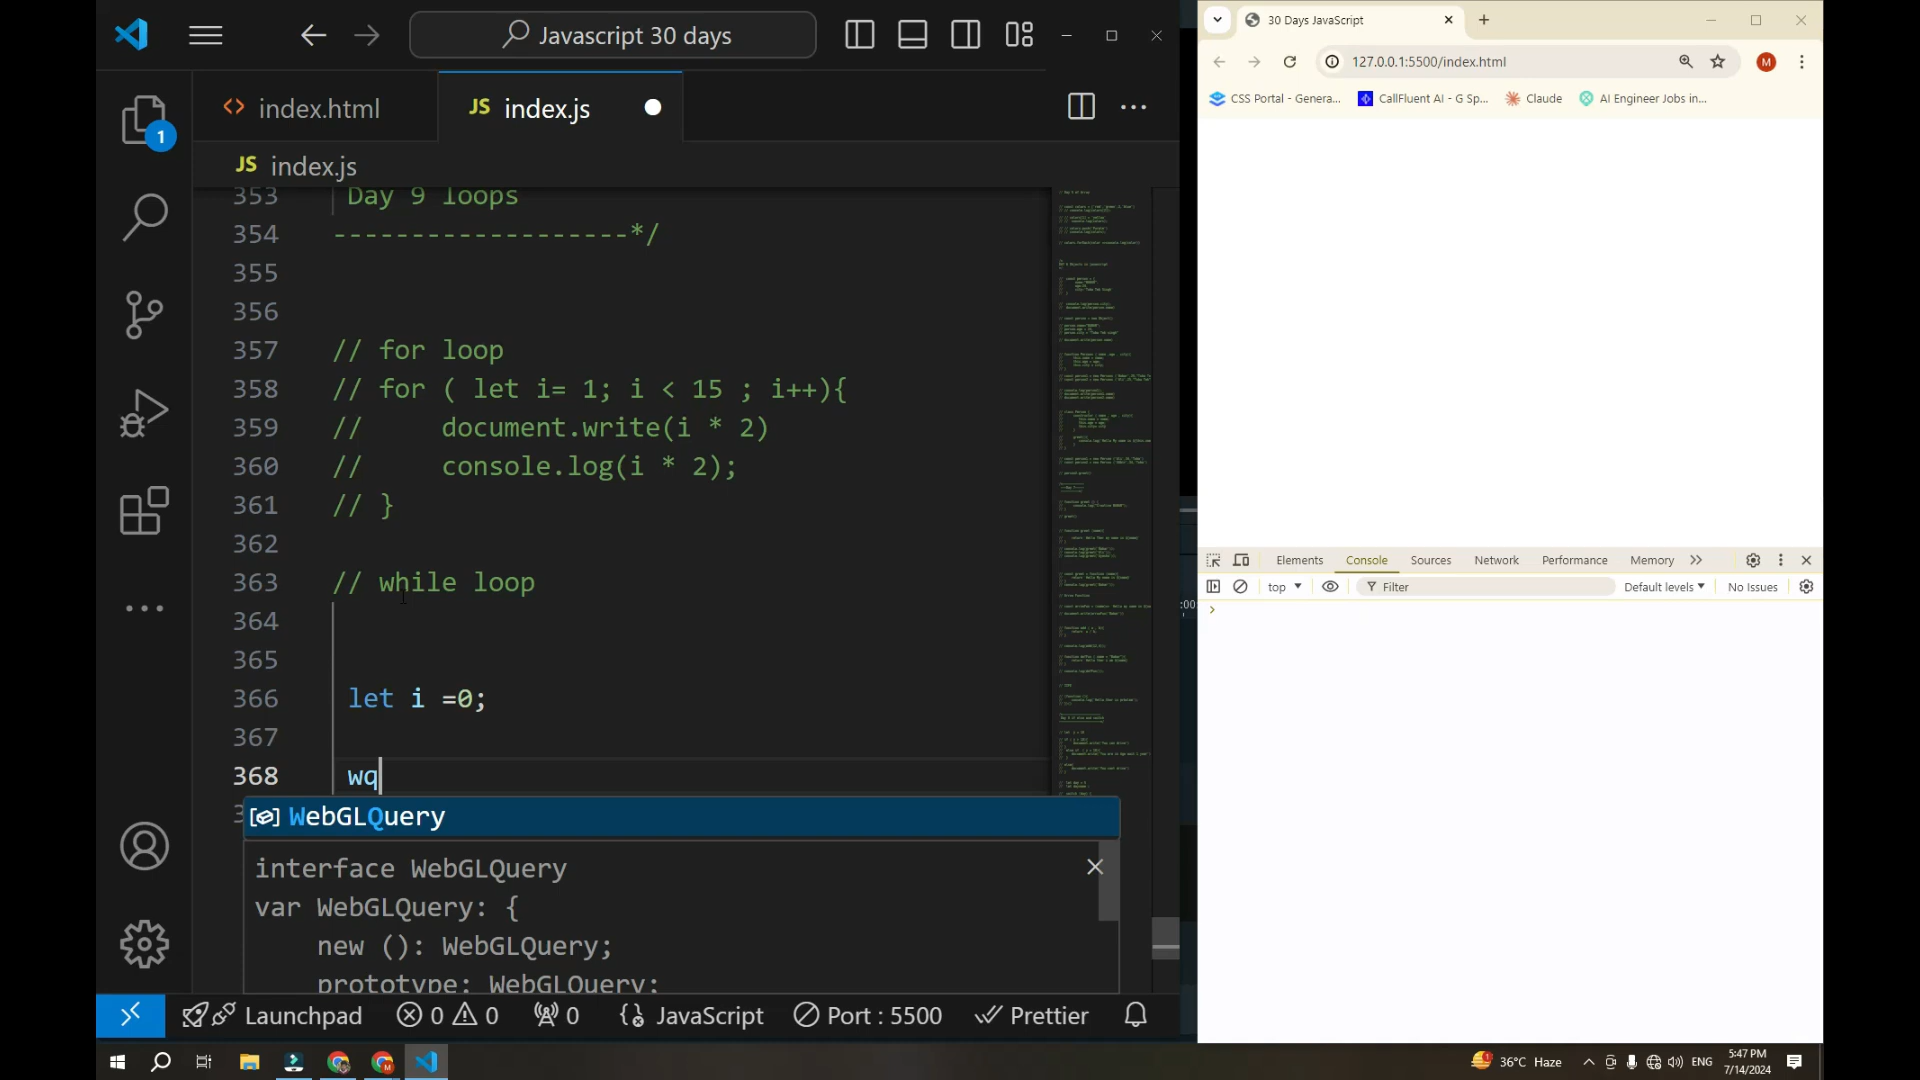 Javascript 30 days
index.html
JS index.js
1
JS index.js
353 Day 9 loops
354 -------------------*/
355
356
357 // for loop
358 // for ( let i= 1; i < 15 ; i++){
359 //     document.write(i * 2)
360 //     console.log(i * 2);
361 // }
362
363 // while loop
364
365
366 let i =0;
367
368 wq
WebGLQuery
interface WebGLQuery
var WebGLQuery: {
new (): WebGLQuery;
prototype: WebGLQuery;
Launchpad
0
0
0
JavaScript
Port : 5500
Prettier
30 Days JavaScript
127.0.0.1:5500/index.html
M
CSS Portal - Genera...
CallFluent AI - G Sp...
Claude
AI Engineer Jobs in...
Elements
Console
Sources
Network
Performance
Memory
top
Filter
Default levels
No Issues
36°C Haze
ENG
5:47 PM
7/14/2024